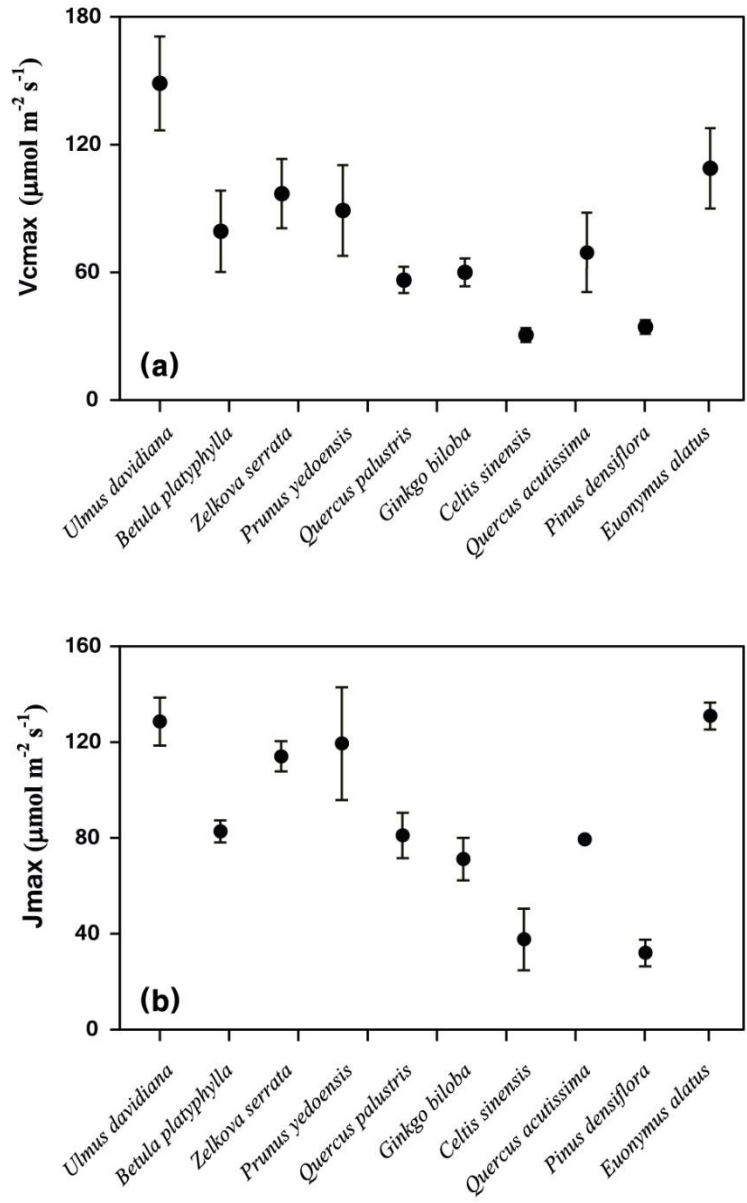 180
120
60
0
Vcmax (μmol m⁻² s⁻¹)
(a)
Ulmus davidiana
Betula platyphylla
Zelkova serrata
Prunus yedoensis
Quercus palustris
Ginkgo biloba
Celtis sinensis
Quercus acutissima
Pinus densiflora
Euonymus alatus
160
120
80
40
0
Jmax (μmol m⁻² s⁻¹)
(b)
Ulmus davidiana
Betula platyphylla
Zelkova serrata
Prunus yedoensis
Quercus palustris
Ginkgo biloba
Celtis sinensis
Quercus acutissima
Pinus densiflora
Euonymus alatus